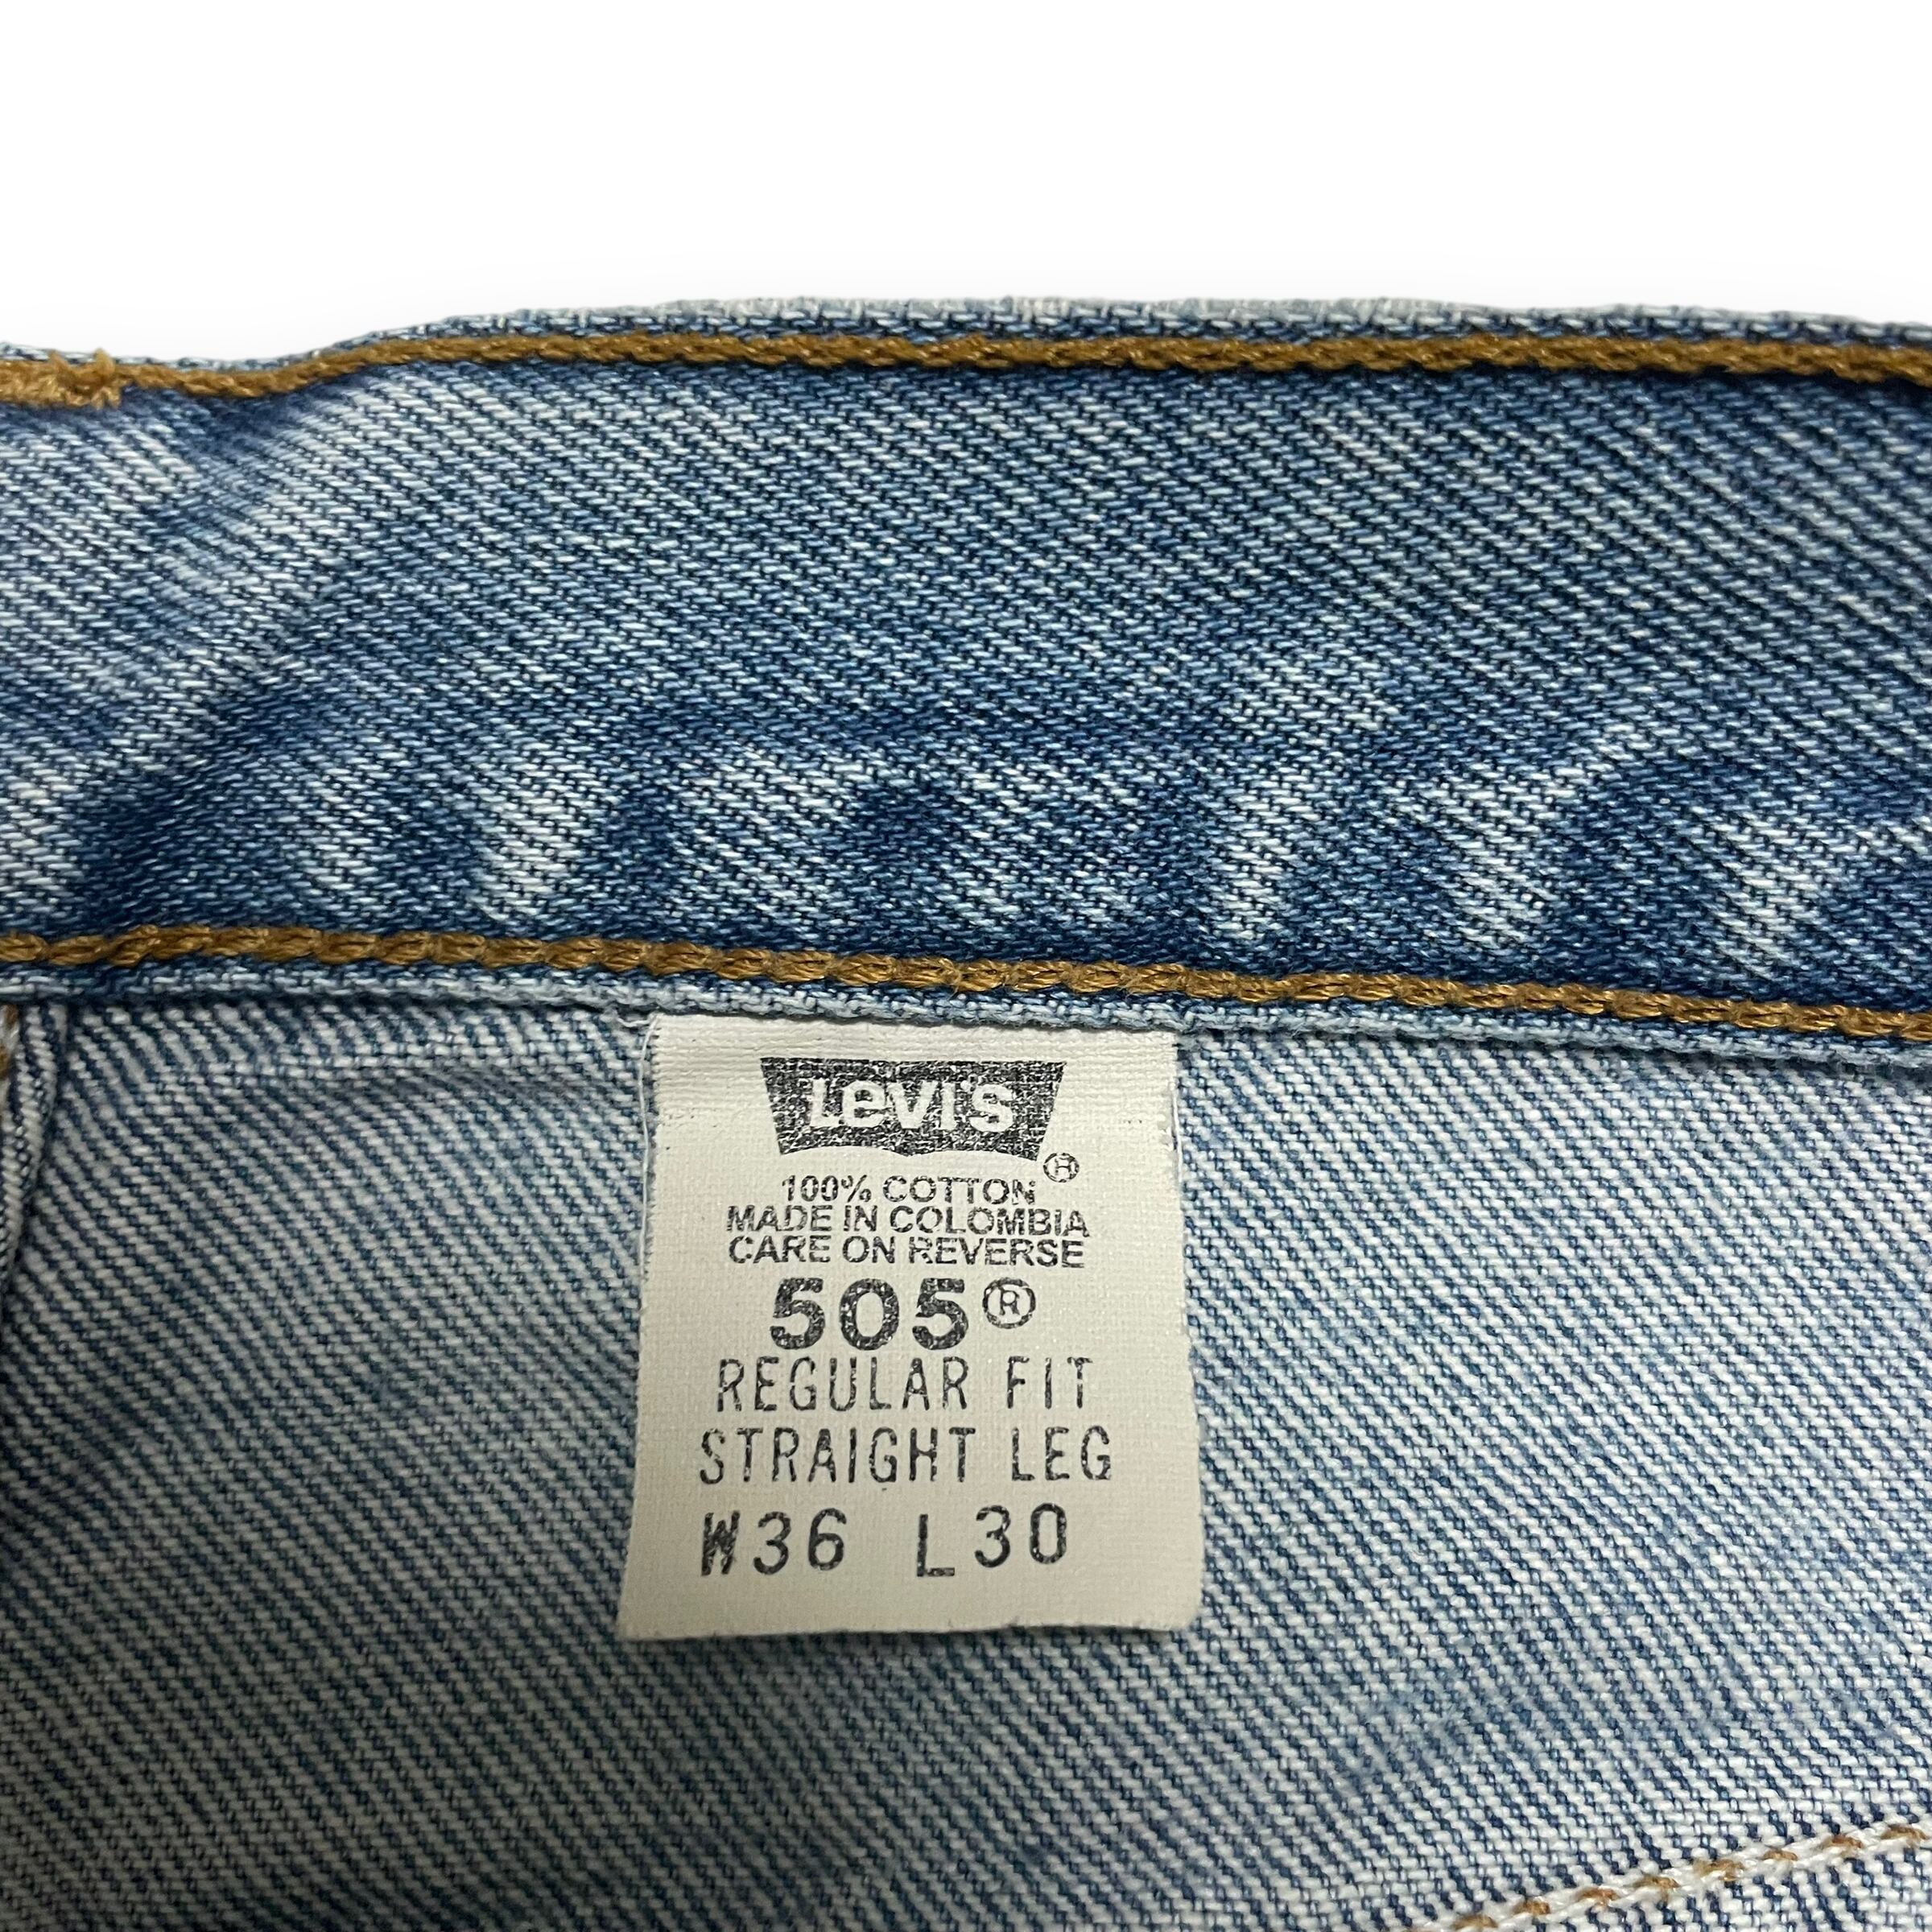 Levi's
®
100% COTTON
MADE IN COLOMBIA
CARE ON REVERSE
505®
REGULAR FIT
STRAIGHT LEG
W36 L30